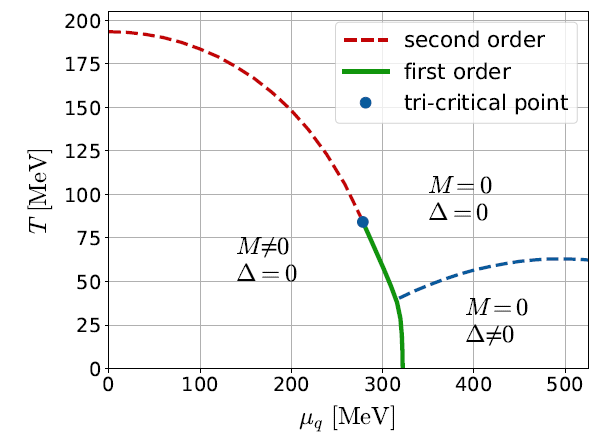 200
175
150
125
100
75
50
25
0
T [MeV]
second order
first order
tri-critical point
M = 0
Δ = 0
M≠0
Δ = 0
M = 0
Δ≠0
0 100 200 300 400 500
μq [MeV]